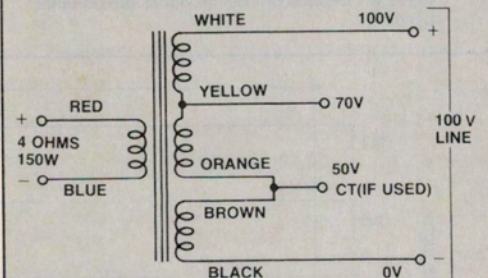 WHITE
100V
+
YELLOW
70V
RED
+
4 OHMS
150W
100 V
LINE
ORANGE
50V
−
CT(IF USED)
BLUE
BROWN
−
BLACK
0V